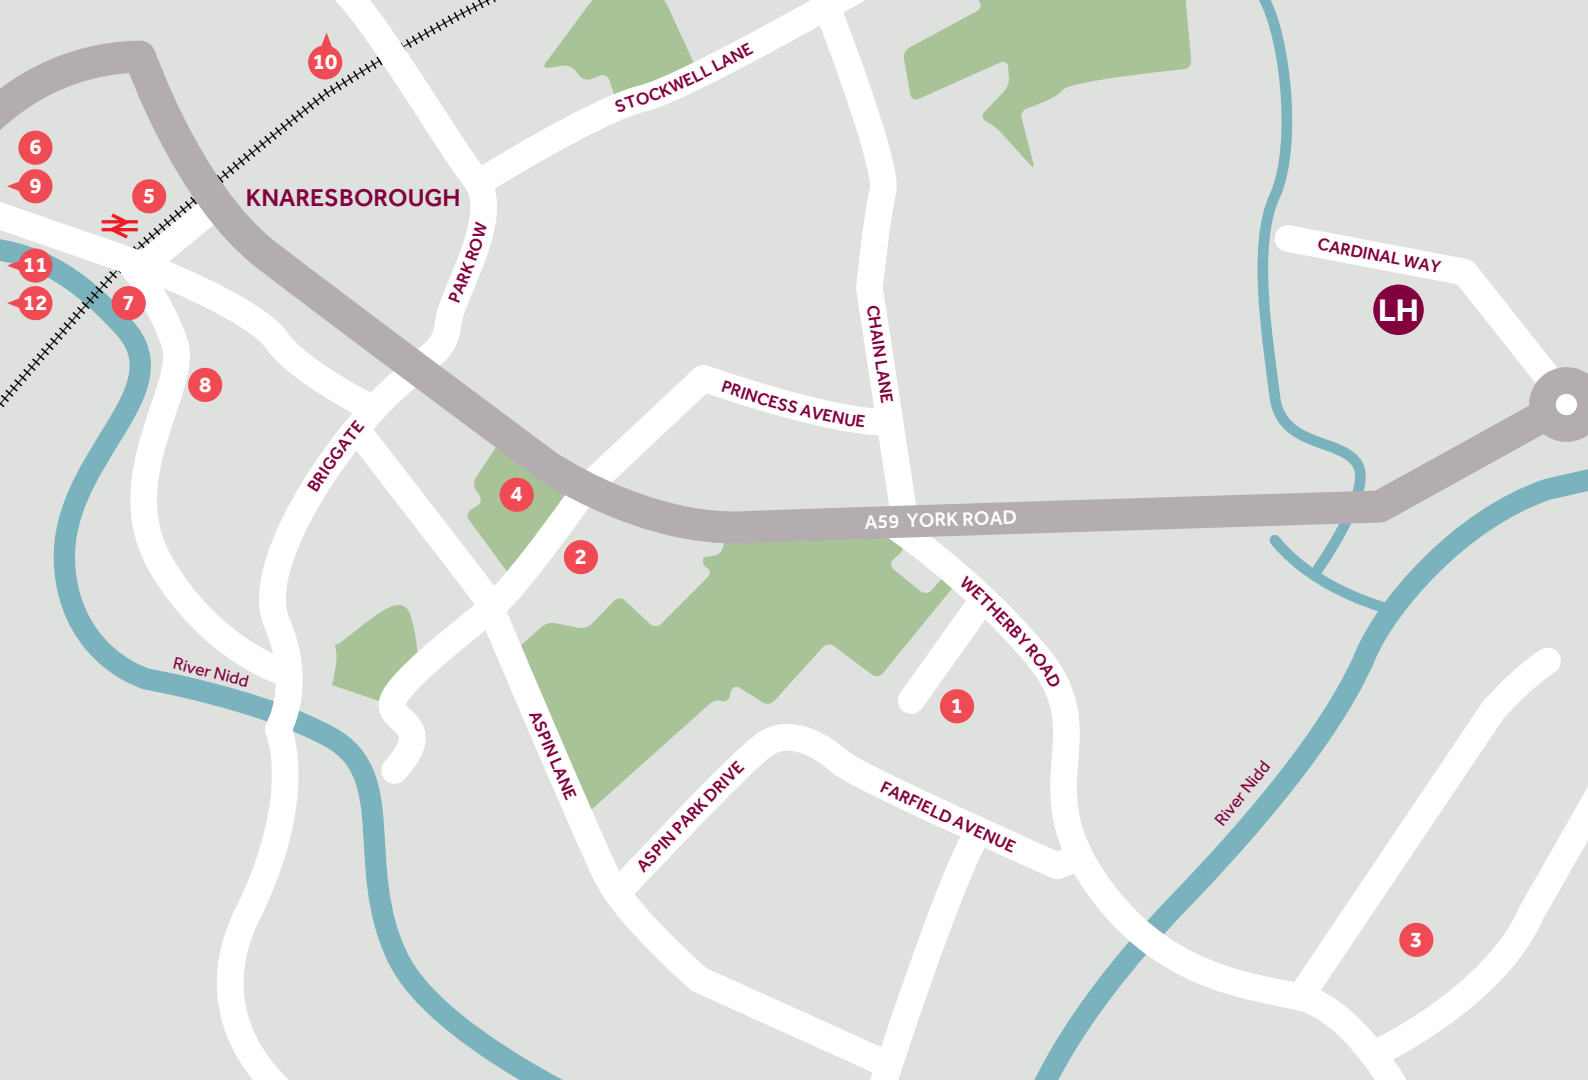 10
STOCKWELL LANE
6
9
5
KNARESBOROUGH
PARK ROW
CARDINAL WAY
11
12
7
LH
CHAIN LANE
8
PRINCESS AVENUE
BRIGGATE
4
A59 YORK ROAD
2
WETHERBY ROAD
River Nidd
1
ASPIN LANE
ASPIN PARK DRIVE
FARFIELD AVENUE
River Nidd
3